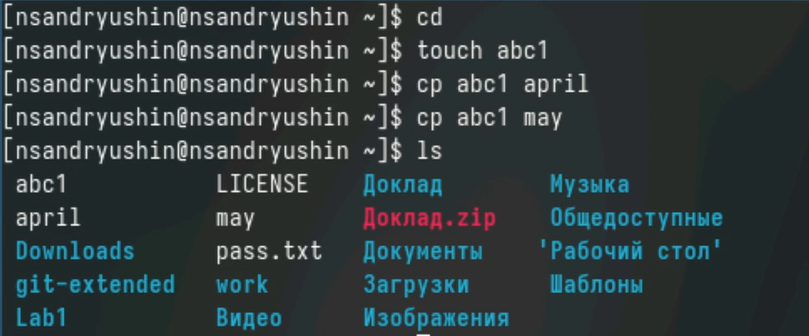 [nsandryushin@nsandryushin ~]$ cd
[nsandryushin@nsandryushin ~]$ touch abc1
[nsandryushin@nsandryushin ~]$ cp abc1 april
[nsandryushin@nsandryushin ~]$ cp abc1 may
[nsandryushin@nsandryushin ~]$ ls
abc1 LICENSE Доклад Музыка
april may Доклад.zip Общедоступные
Downloads pass.txt Документы 'Рабочий стол'
git-extended work Загрузки Шаблоны
Lab1 Видео Изображения